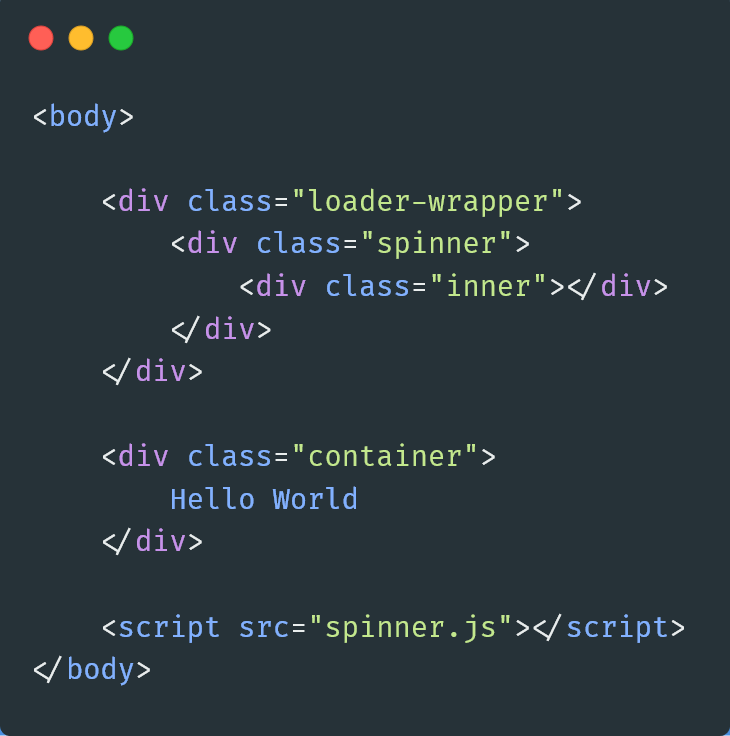 <body>
<div class="loader-wrapper">
<div class="spinner">
<div class="inner"></div>
</div>
</div>
<div class="container">
Hello World
</div>
<script src="spinner.js"></script>
</body>